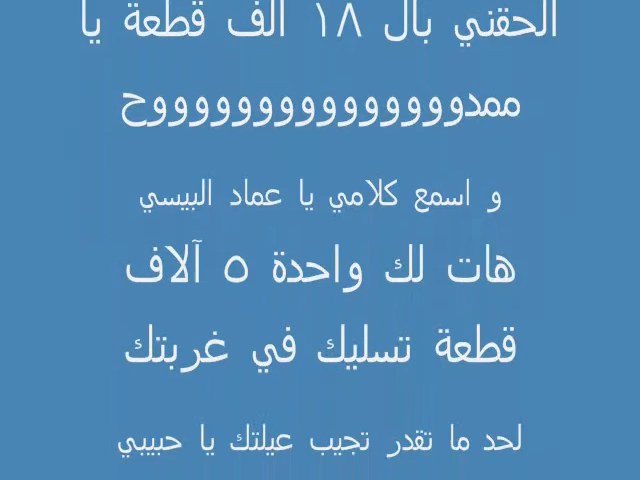 الحقني بال ١٨ الف قطعة يا
ممدووووووووووووووووح
و اسمع كلامي يا عماد البيسي
هات لك واحدة ٥ آلاف
قطعة تسليك في غربتك
لحد ما تقدر تجيب عيلتك يا حبيبي